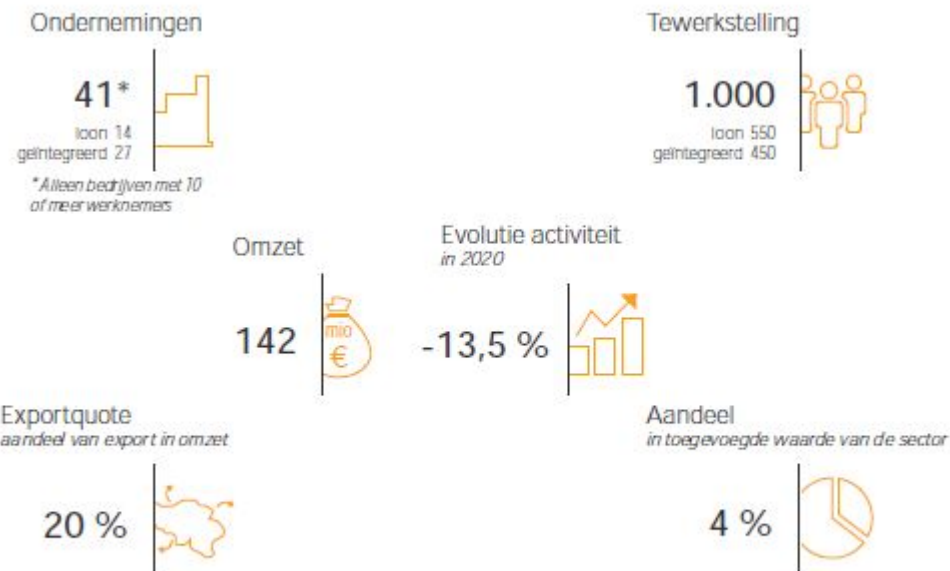 Ondernemingen
41*
loon 14
geïntegreerd 27
*Alleen bedrijven met 10
of meer werknemers
Tewerkstelling
1.000
loon 550
geïntegreerd 450
Omzet
142
mio
€
Evolutie activiteit
in 2020
-13,5 %
Exportquote
aandeel van export in omzet
20 %
Aandeel
in toegevoegde waarde van de sector
4 %